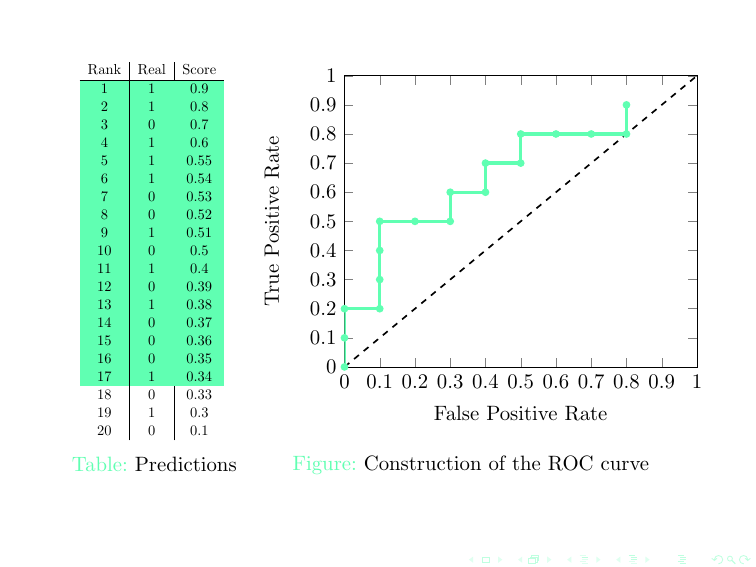 Rank Real Score
1 1 0.9
2 1 0.8
3 0 0.7
4 1 0.6
5 1 0.55
6 1 0.54
7 0 0.53
8 0 0.52
9 1 0.51
10 0 0.5
11 1 0.4
12 0 0.39
13 1 0.38
14 0 0.37
15 0 0.36
16 0 0.35
17 1 0.34
18 0 0.33
19 1 0.3
20 0 0.1
Table: Predictions
True Positive Rate
1
0.9
0.8
0.7
0.6
0.5
0.4
0.3
0.2
0.1
0
0 0.1 0.2 0.3 0.4 0.5 0.6 0.7 0.8 0.9 1
False Positive Rate
Figure: Construction of the ROC curve